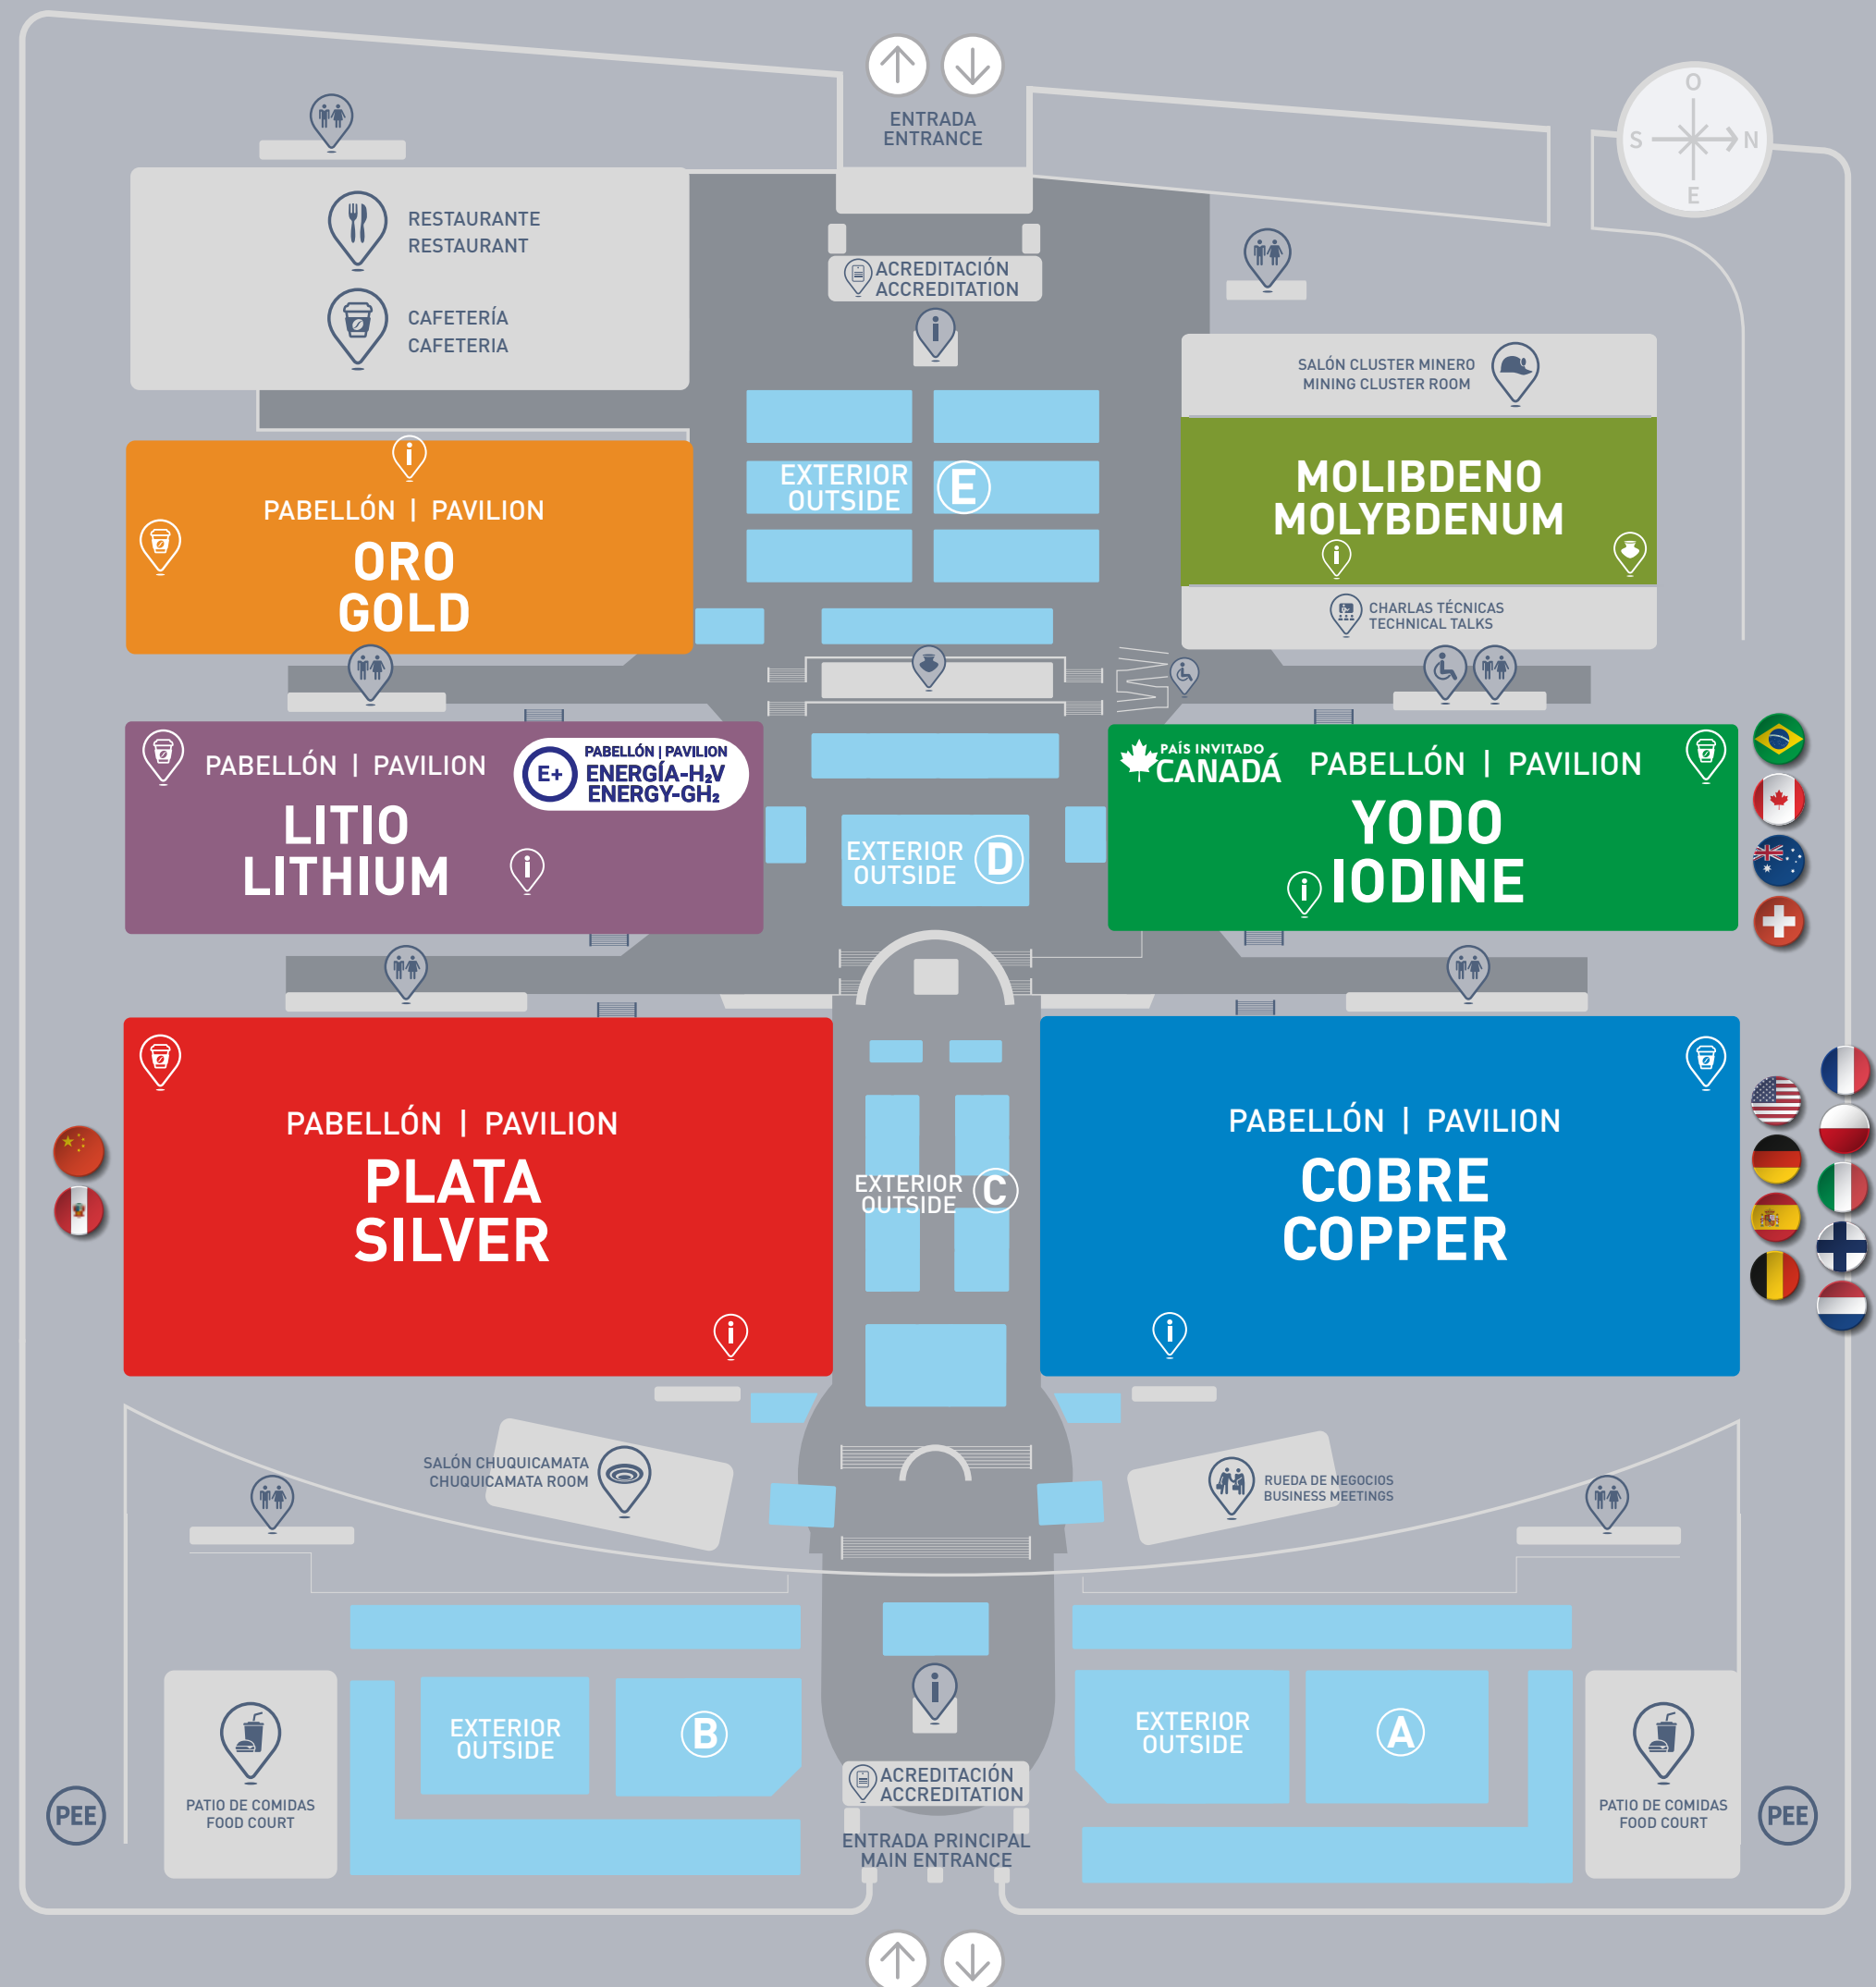 ENTRADA
ENTRANCE
O
S
N
E
RESTAURANTE
RESTAURANT
CAFETERÍA
CAFETERIA
ACREDITACIÓN
ACCREDITATION
i
SALÓN CLUSTER MINERO
MINING CLUSTER ROOM
i
PABELLÓN | PAVILION
ORO
GOLD
EXTERIOR
OUTSIDE
E
MOLIBDENO
MOLYBDENUM
i
CHARLAS TÉCNICAS
TECHNICAL TALKS
PABELLÓN | PAVILION
LITIO
LITHIUM
i
E+
PABELLÓN | PAVILION
ENERGÍA-H₂V
ENERGY-GH₂
EXTERIOR
OUTSIDE
D
PAÍS INVITADO
CANADÁ
PABELLÓN | PAVILION
YODO
IODINE
i
PABELLÓN | PAVILION
PLATA
SILVER
i
EXTERIOR
OUTSIDE
C
PABELLÓN | PAVILION
COBRE
COPPER
i
SALÓN CHUQUICAMATA
CHUQUICAMATA ROOM
RUEDA DE NEGOCIOS
BUSINESS MEETINGS
i
EXTERIOR
OUTSIDE
B
EXTERIOR
OUTSIDE
A
PATIO DE COMIDAS
FOOD COURT
PEE
ACREDITACIÓN
ACCREDITATION
PATIO DE COMIDAS
FOOD COURT
PEE
ENTRADA PRINCIPAL
MAIN ENTRANCE